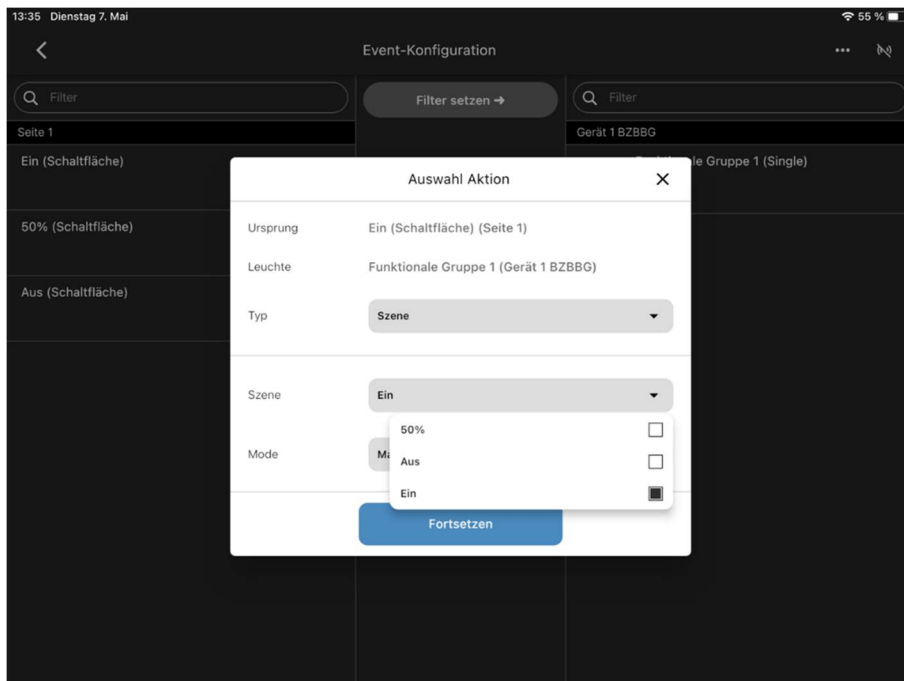 13:35 Dienstag 7. Mai
55 %
Event-Konfiguration
Filter
Filter setzen ➔
Filter
Seite 1
Gerät 1 BZBBG
Ein (Schaltfläche)
le Gruppe 1 (Single)
50% (Schaltfläche)
Aus (Schaltfläche)
Auswahl Aktion
Ursprung Ein (Schaltfläche) (Seite 1)
Leuchte Funktionale Gruppe 1 (Gerät 1 BZBBG)
Typ Szene
Szene Ein
50%
Mode Ma
Aus
Ein
Fortsetzen